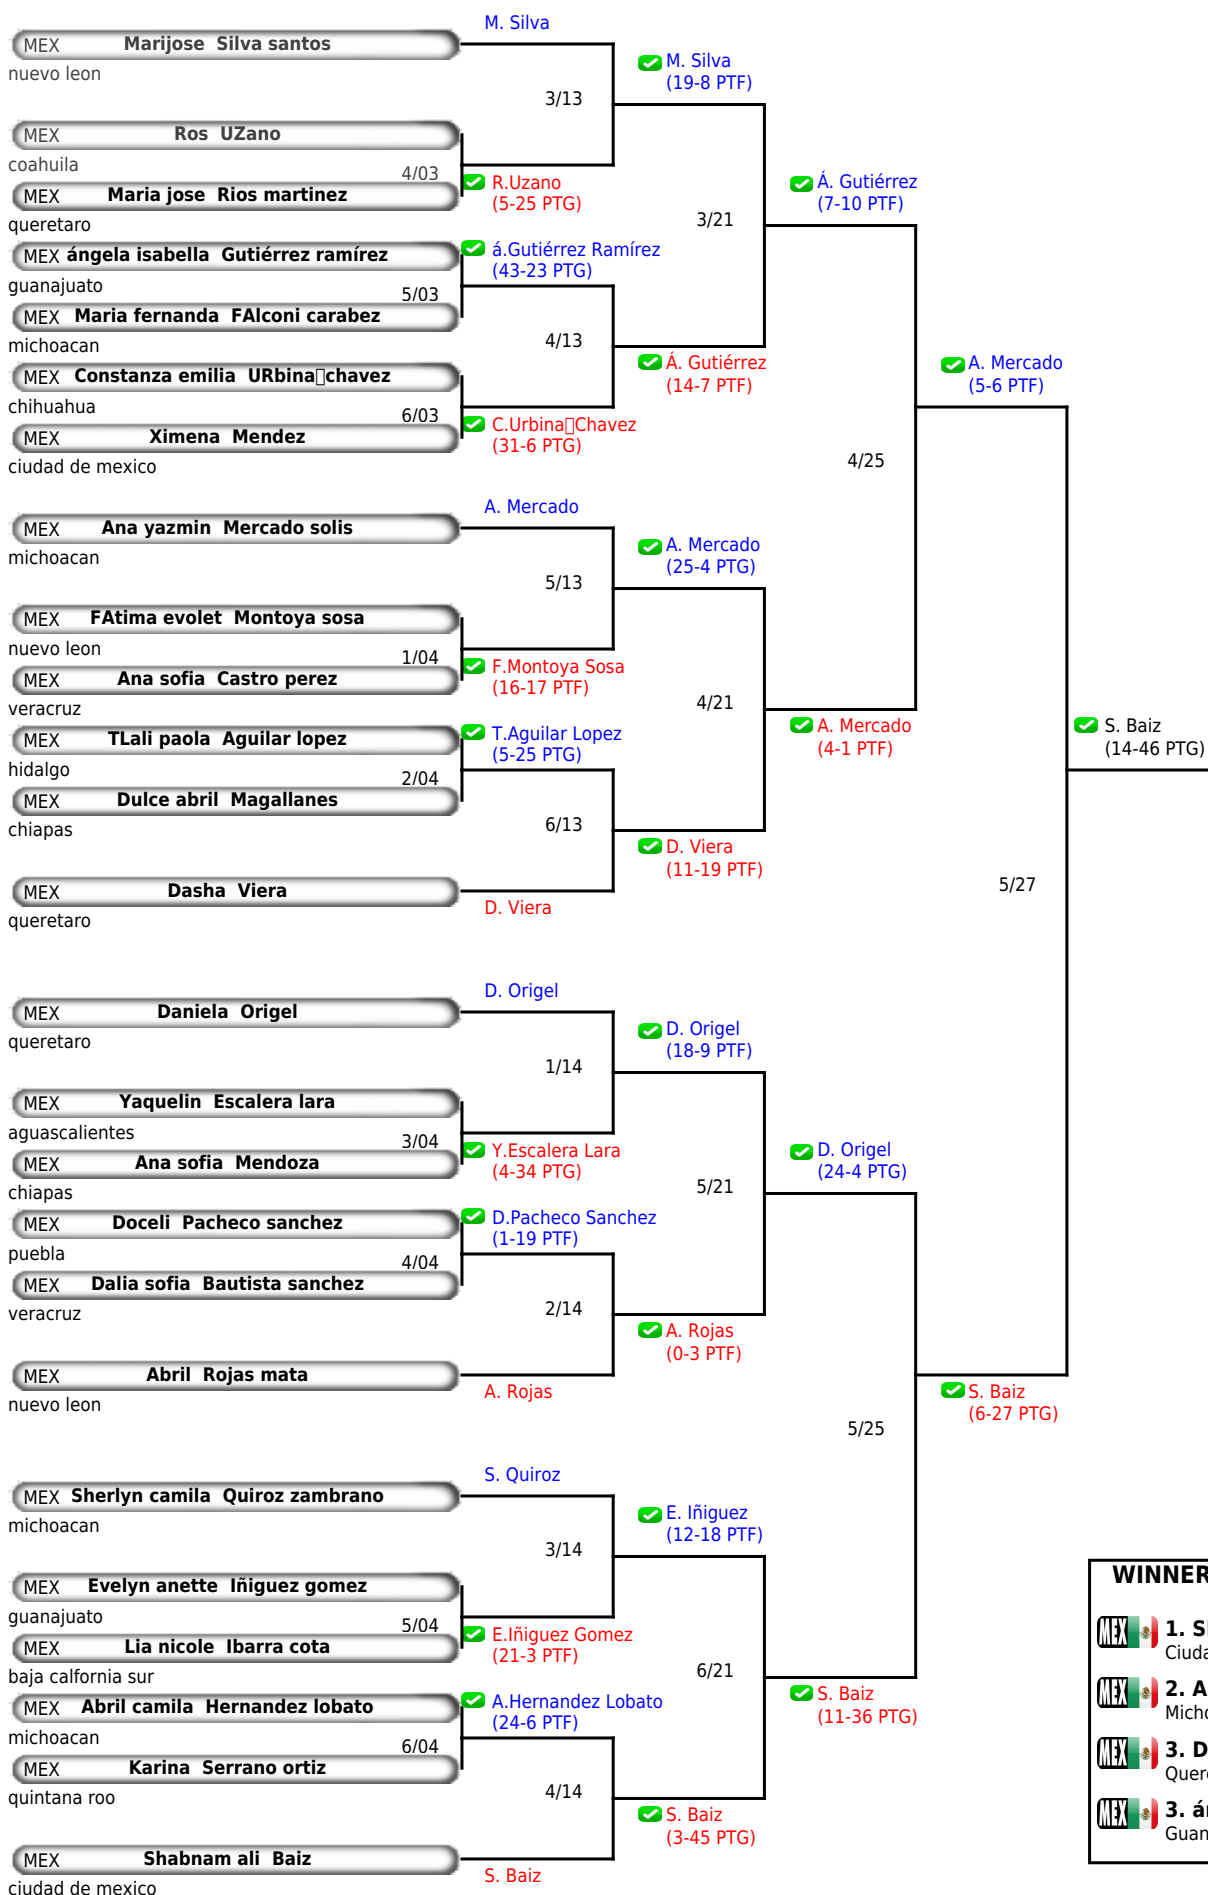 M. Silva
MEX Marijose Silva santos
nuevo leon
M. Silva
(19-8 PTF)
3/13
MEX Ros UZano
coahuila
4/03
R.Uzano
(5-25 PTG)
MEX Maria jose Rios martinez
queretaro
Á. Gutiérrez
(7-10 PTF)
3/21
MEX ángela isabella Gutiérrez ramírez
guanajuato
á.Gutiérrez Ramírez
(43-23 PTG)
5/03
MEX Maria fernanda FAlconi carabez
michoacan
4/13
Á. Gutiérrez
(14-7 PTF)
A. Mercado
(5-6 PTF)
MEX Constanza emilia URbina▯chavez
chihuahua
6/03
C.Urbina▯Chavez
(31-6 PTG)
MEX Ximena Mendez
ciudad de mexico
4/25
A. Mercado
MEX Ana yazmin Mercado solis
michoacan
A. Mercado
(25-4 PTG)
5/13
MEX FAtima evolet Montoya sosa
nuevo leon
1/04
F.Montoya Sosa
(16-17 PTF)
MEX Ana sofia Castro perez
veracruz
4/21
A. Mercado
(4-1 PTF)
S. Baiz
(14-46 PTG)
MEX TLali paola Aguilar lopez
hidalgo
T.Aguilar Lopez
(5-25 PTG)
2/04
MEX Dulce abril Magallanes
chiapas
6/13
D. Viera
(11-19 PTF)
MEX Dasha Viera
queretaro
D. Viera
5/27
D. Origel
MEX Daniela Origel
queretaro
D. Origel
(18-9 PTF)
1/14
MEX Yaquelin Escalera lara
aguascalientes
3/04
Y.Escalera Lara
(4-34 PTG)
MEX Ana sofia Mendoza
chiapas
D. Origel
(24-4 PTG)
5/21
MEX Doceli Pacheco sanchez
puebla
D.Pacheco Sanchez
(1-19 PTF)
4/04
MEX Dalia sofia Bautista sanchez
veracruz
2/14
A. Rojas
(0-3 PTF)
MEX Abril Rojas mata
nuevo leon
A. Rojas
S. Baiz
(6-27 PTG)
5/25
S. Quiroz
MEX Sherlyn camila Quiroz zambrano
michoacan
E. Iñiguez
(12-18 PTF)
3/14
MEX Evelyn anette Iñiguez gomez
guanajuato
5/04
E.Iñiguez Gomez
(21-3 PTF)
MEX Lia nicole Ibarra cota
baja calfornia sur
6/21
S. Baiz
(11-36 PTG)
MEX Abril camila Hernandez lobato
michoacan
A.Hernandez Lobato
(24-6 PTF)
6/04
MEX Karina Serrano ortiz
quintana roo
4/14
S. Baiz
(3-45 PTG)
MEX Shabnam ali Baiz
ciudad de mexico
S. Baiz
WINNER
MEX 1. S
Ciuda
MEX 2. A
Micho
MEX 3. D
Quer
MEX 3. á
Guan